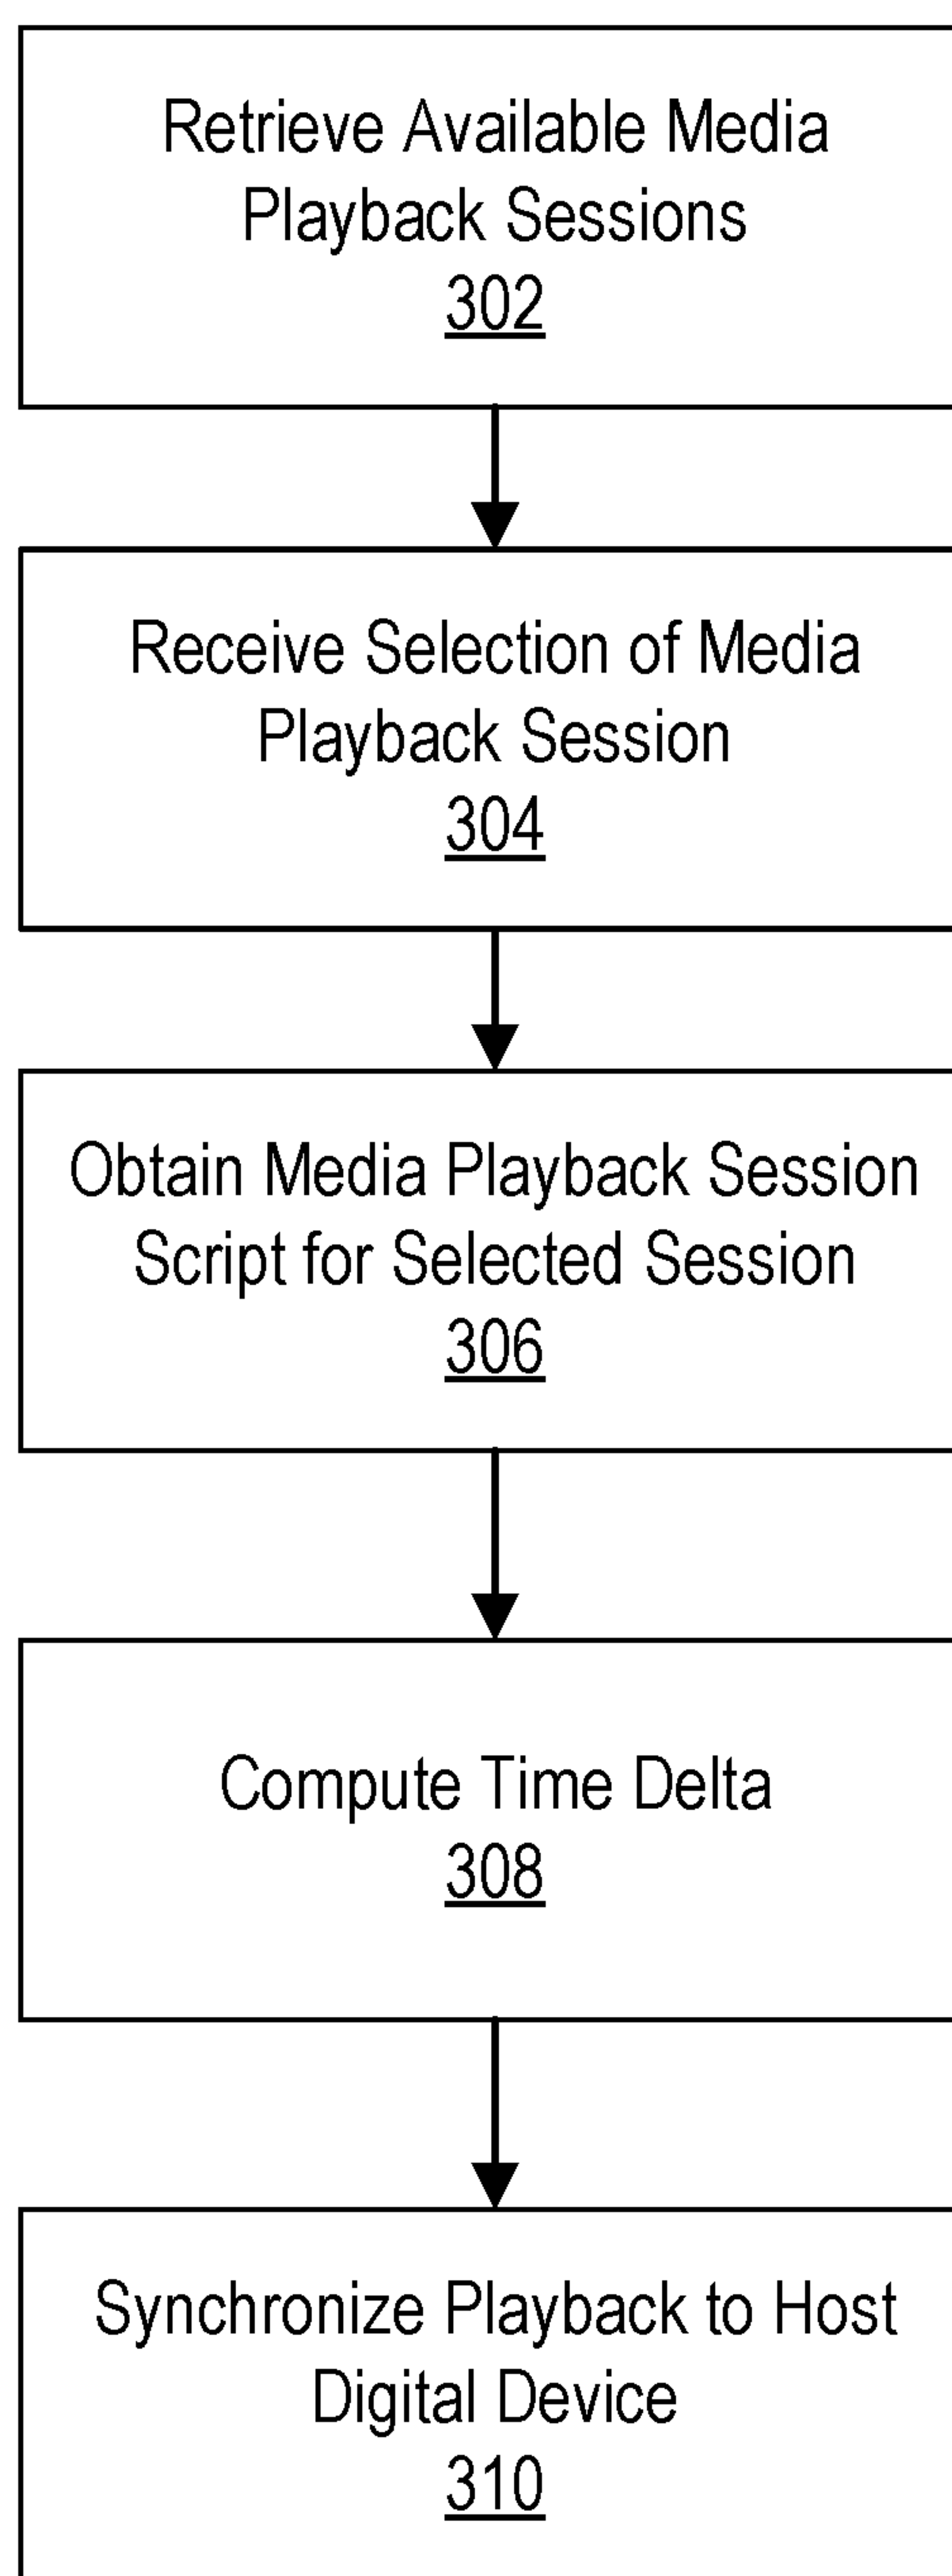 Retrieve Available Media
Playback Sessions
302
Receive Selection of Media
Playback Session
304
Obtain Media Playback Session
Script for Selected Session
306
Compute Time Delta
308
Synchronize Playback to Host
Digital Device
310